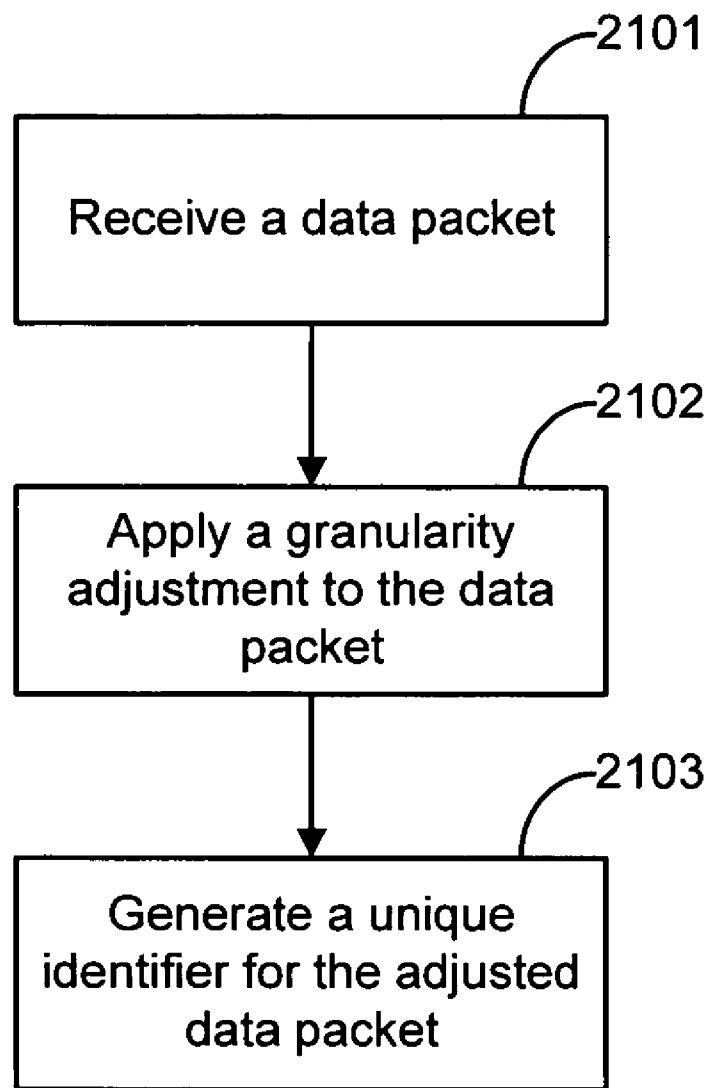 2101
Receive a data packet
2102
Apply a granularity
adjustment to the data
packet
2103
Generate a unique
identifier for the adjusted
data packet